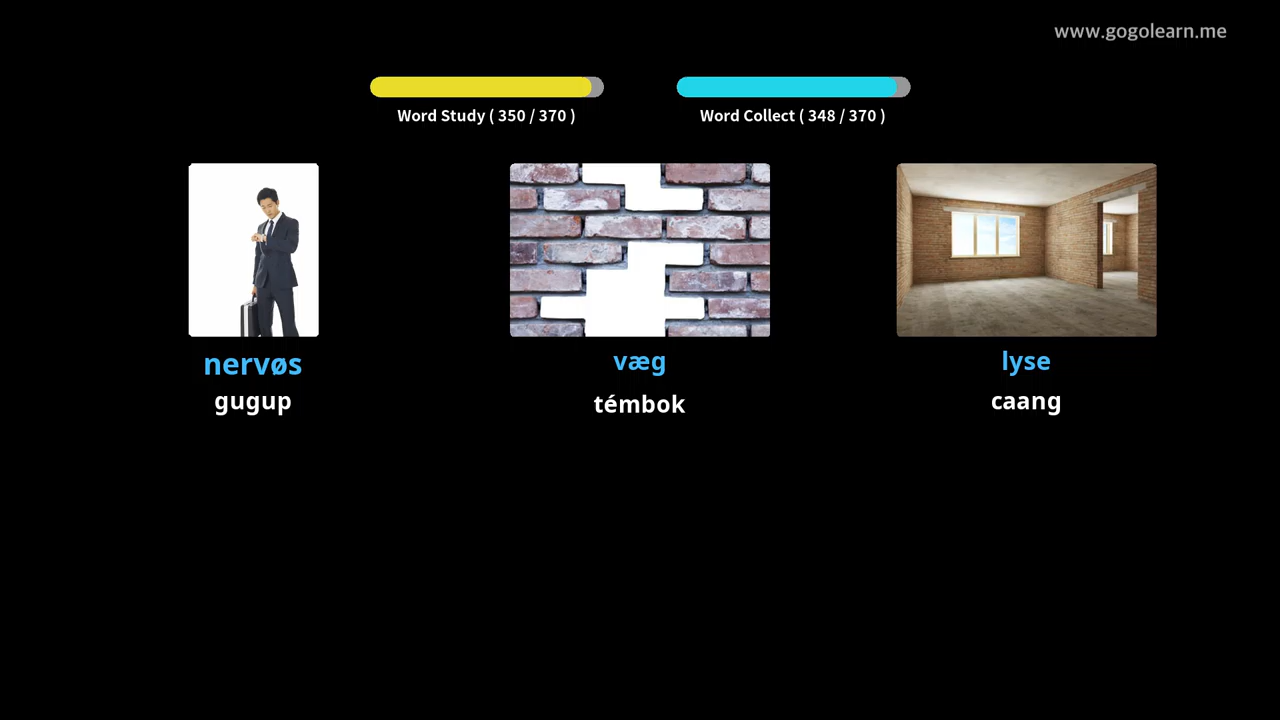 www.gogolearn.me
Word Study ( 350 / 370 )
Word Collect ( 348 / 370 )
nervøs
gugup
væg
témbok
lyse
caang